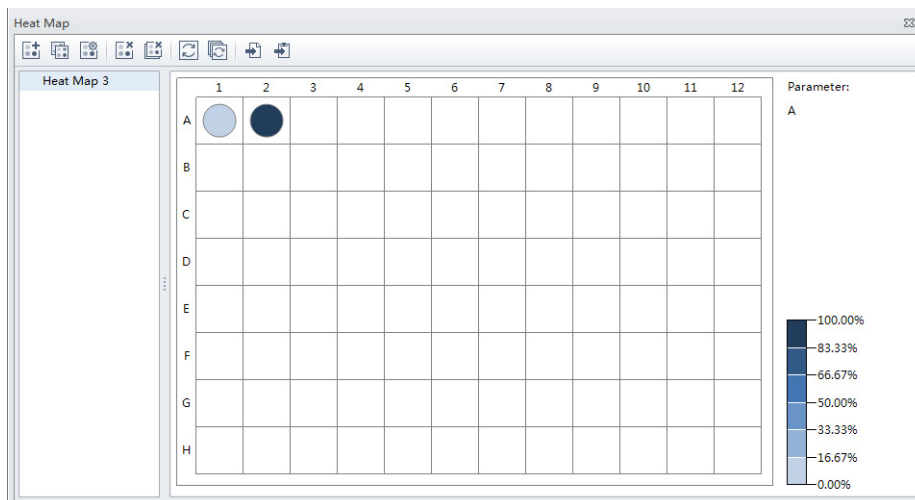 Heat Map
Heat Map 3
1 2 3 4 5 6 7 8 9 10 11 12
A
B
C
D
E
F
G
H
Parameter:
A
100.00%
83.33%
66.67%
50.00%
33.33%
16.67%
0.00%